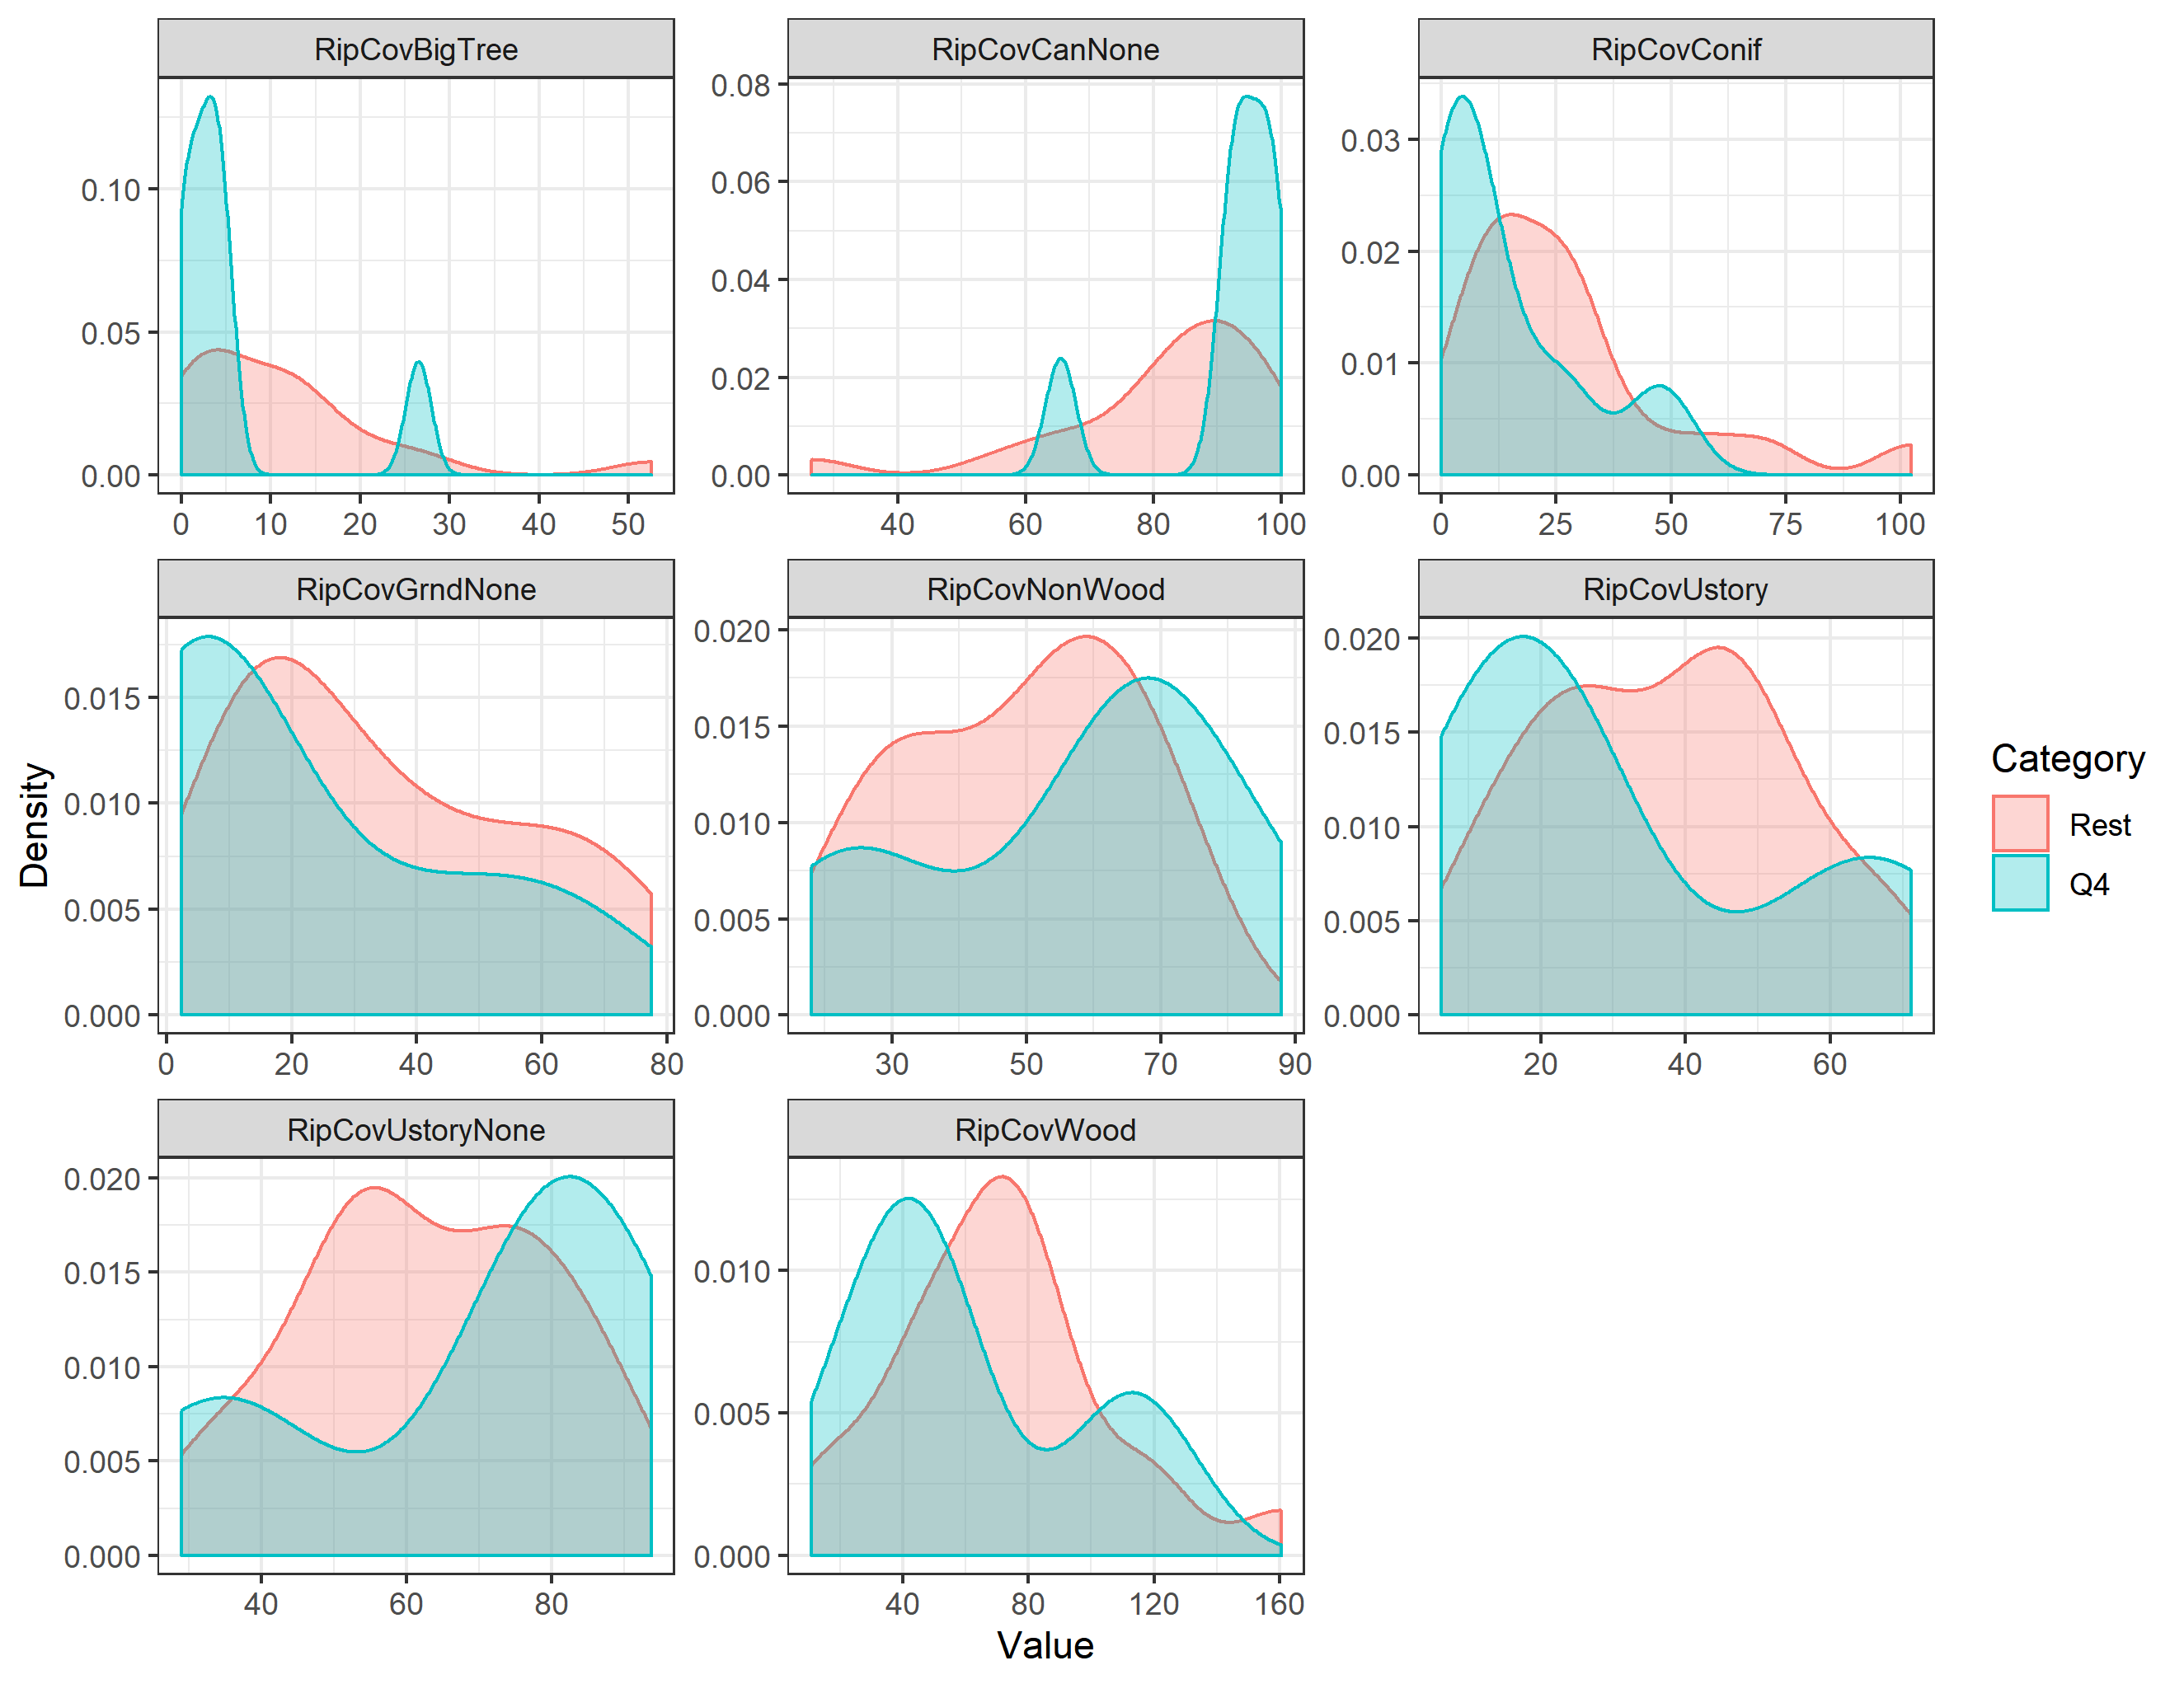 RipCovBigTree
RipCovCanNone
RipCovConif
0.10
0.05
0.00
0 10 20 30 40 50
0.08
0.06
0.04
0.02
0.00
40 60 80 100
0.03
0.02
0.01
0.00
0 25 50 75 100
RipCovGrndNone
RipCovNonWood
RipCovUstory
0.015
0.010
0.005
0.000
0 20 40 60 80
0.020
0.015
0.010
0.005
0.000
30 50 70 90
0.020
0.015
0.010
0.005
0.000
20 40 60
RipCovUstoryNone
RipCovWood
0.020
0.015
0.010
0.005
0.000
40 60 80
0.010
0.005
0.000
40 80 120 160
Density
Value
Category
Rest
Q4